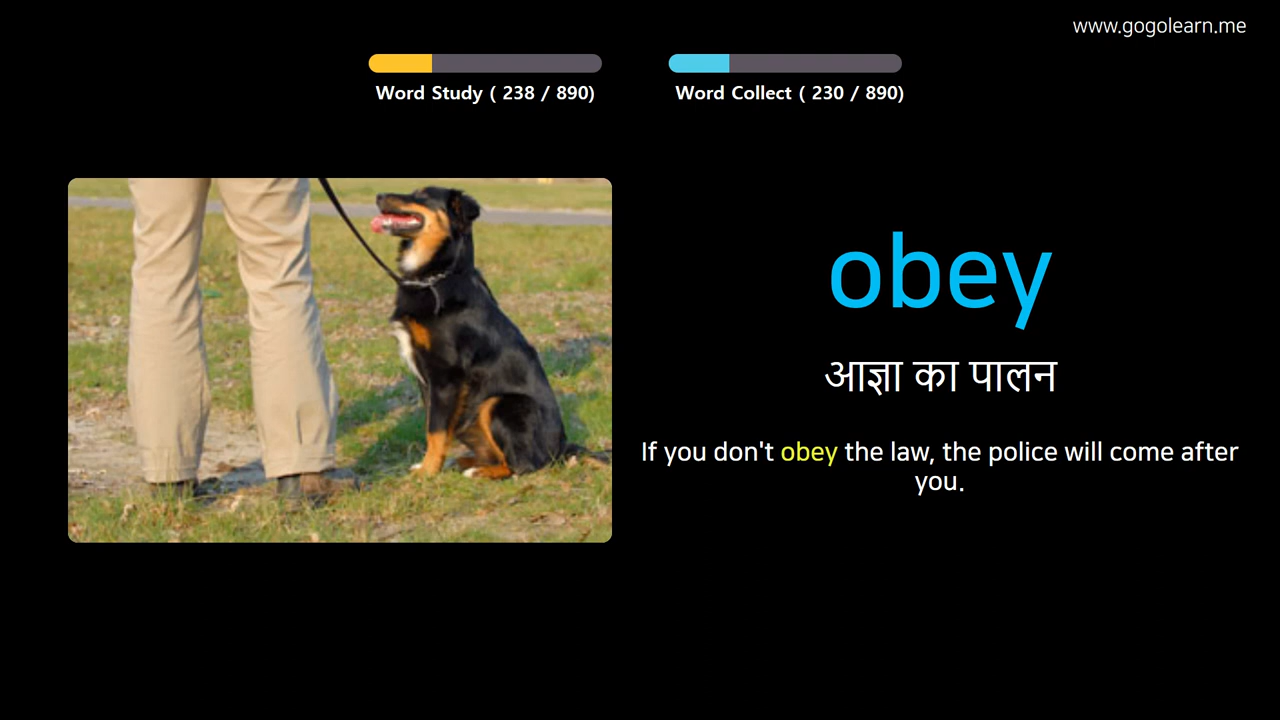 www.gogolearn.me
Word Study ( 238 / 890)
Word Collect ( 230 / 890)
obey
आज्ञा का पालन
If you don't obey the law, the police will come after
you.